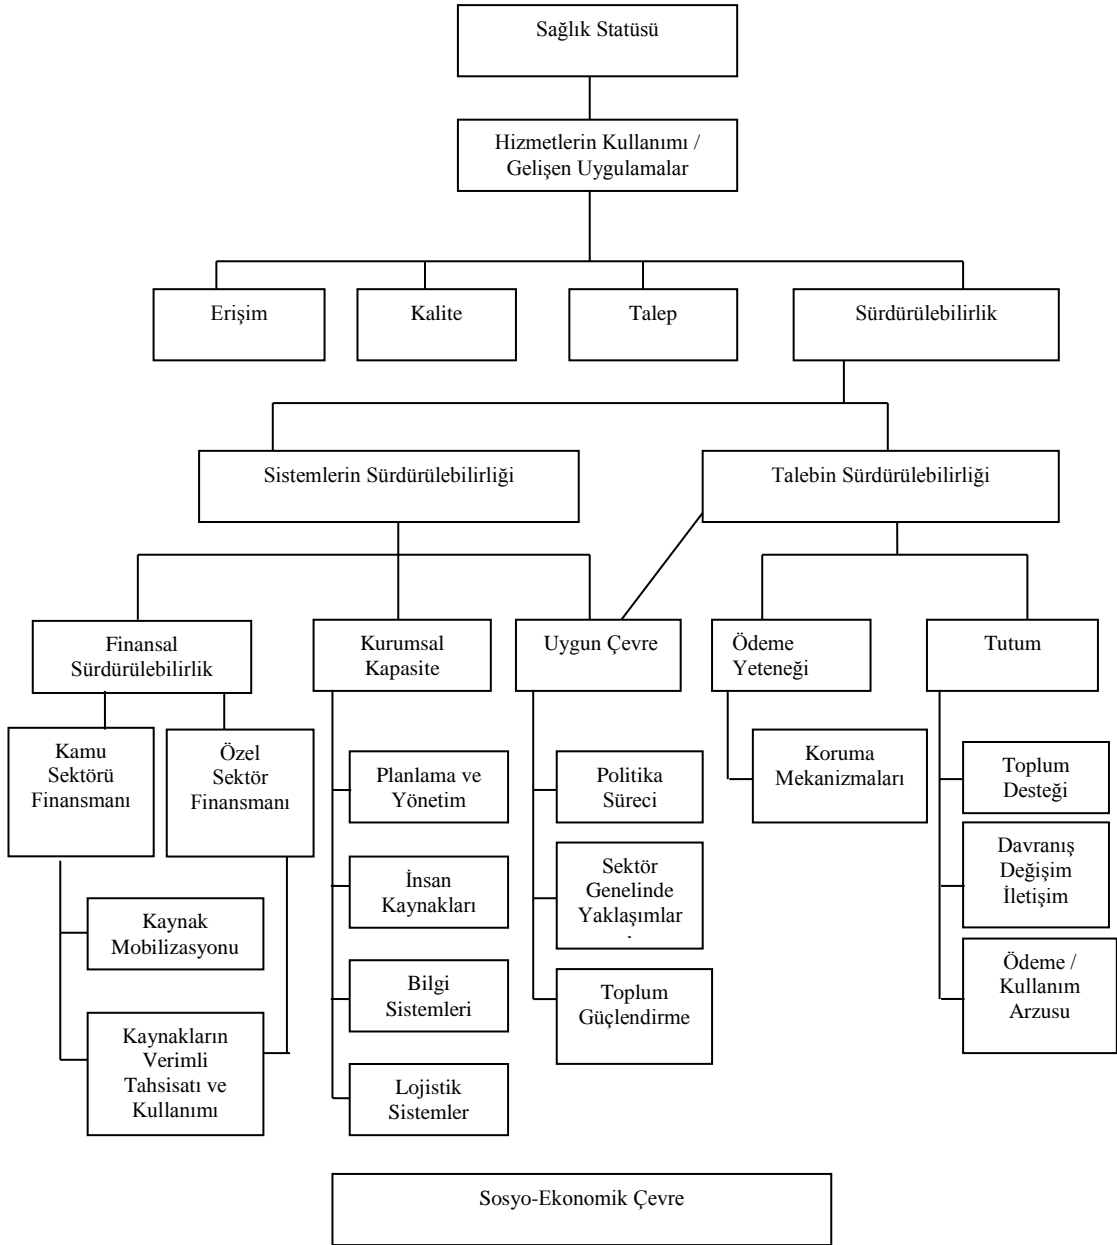 Sağlık Statüsü
Hizmetlerin Kullanımı /
Gelişen Uygulamalar
Erişim
Kalite
Talep
Sürdürülebilirlik
Sistemlerin Sürdürülebilirliği
Talebin Sürdürülebilirliği
Finansal
Sürdürülebilirlik
Kurumsal
Kapasite
Uygun Çevre
Ödeme
Yeteneği
Tutum
Kamu
Sektörü
Finansmanı
Özel
Sektör
Finansmanı
Planlama ve
Yönetim
Politika
Süreci
Koruma
Mekanizmaları
Toplum
Desteği
İnsan
Kaynakları
Sektör
Genelinde
Yaklaşımlar
Davranış
Değişim
İletişim
Kaynak
Mobilizasyonu
Bilgi
Sistemleri
Toplum
Güçlendirme
Ödeme /
Kullanım
Arzusu
Kaynakların
Verimli
Tahsisatı ve
Kullanımı
Lojistik
Sistemler
Sosyo-Ekonomik Çevre